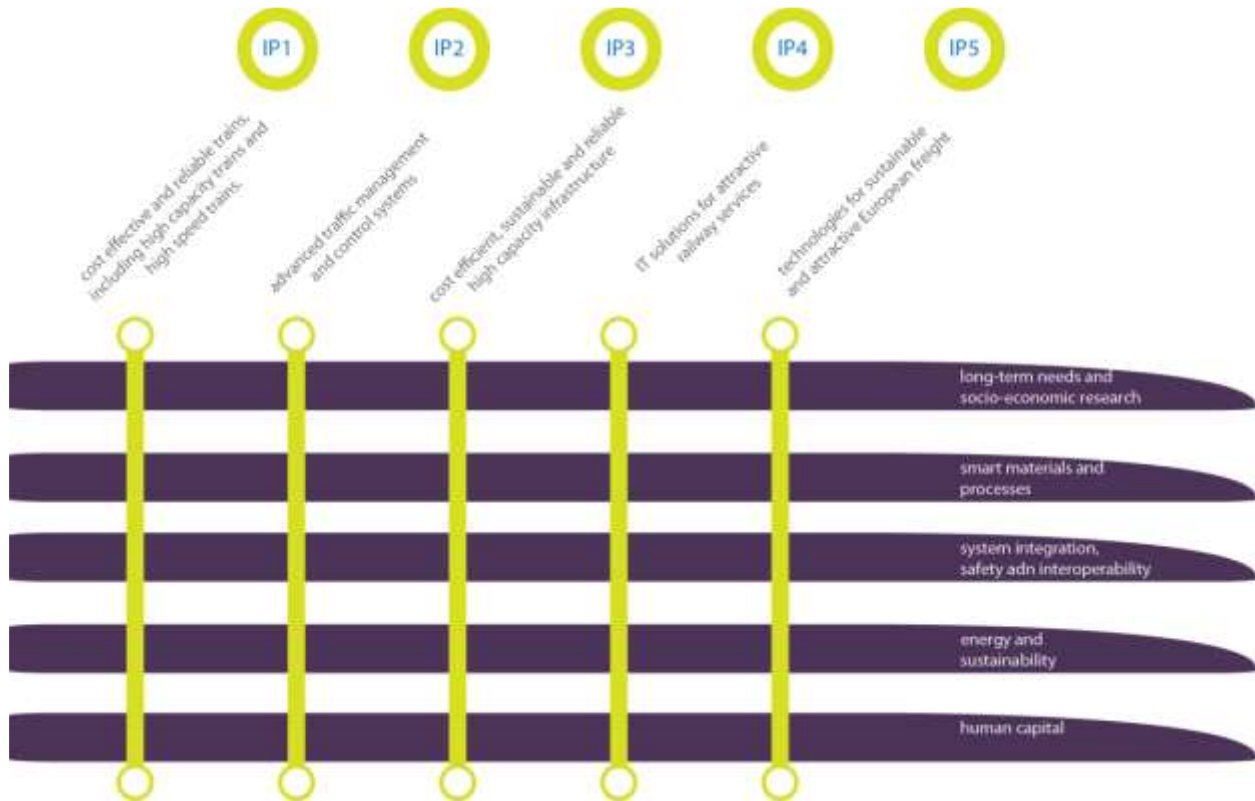 IP1
IP2
IP3
IP4
IP5
cost effective and reliable trains,
including high capacity trains and
high speed trains.
advanced traffic management
and control systems
cost efficient, sustainable and reliable
high capacity infrastructure
IT solutions for attractive
railway services
technologies for sustainable
and attractive European freight
long-term needs and
socio-economic research
smart materials and
processes
system integration,
safety adn interoperability
energy and
sustainability
human capital